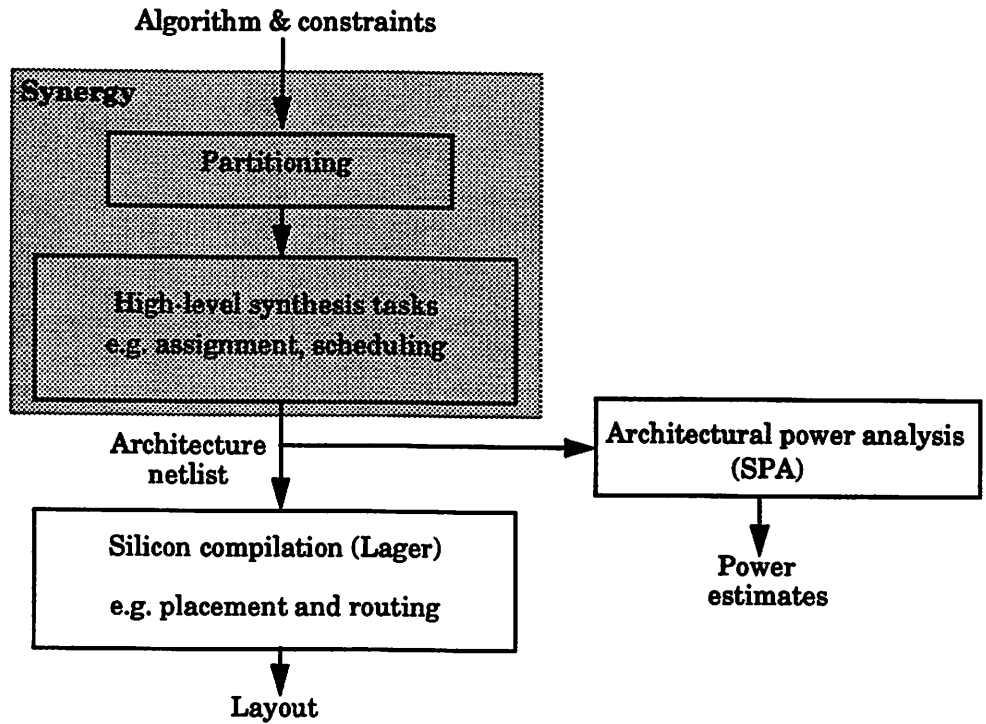 Algorithm & constraints
Synergy
Partitioning
High-level synthesis tasks
e.g. assignment, scheduling
Architecture
netlist
Architectural power analysis
(SPA)
Silicon compilation (Lager)
e.g. placement and routing
Power
estimates
Layout